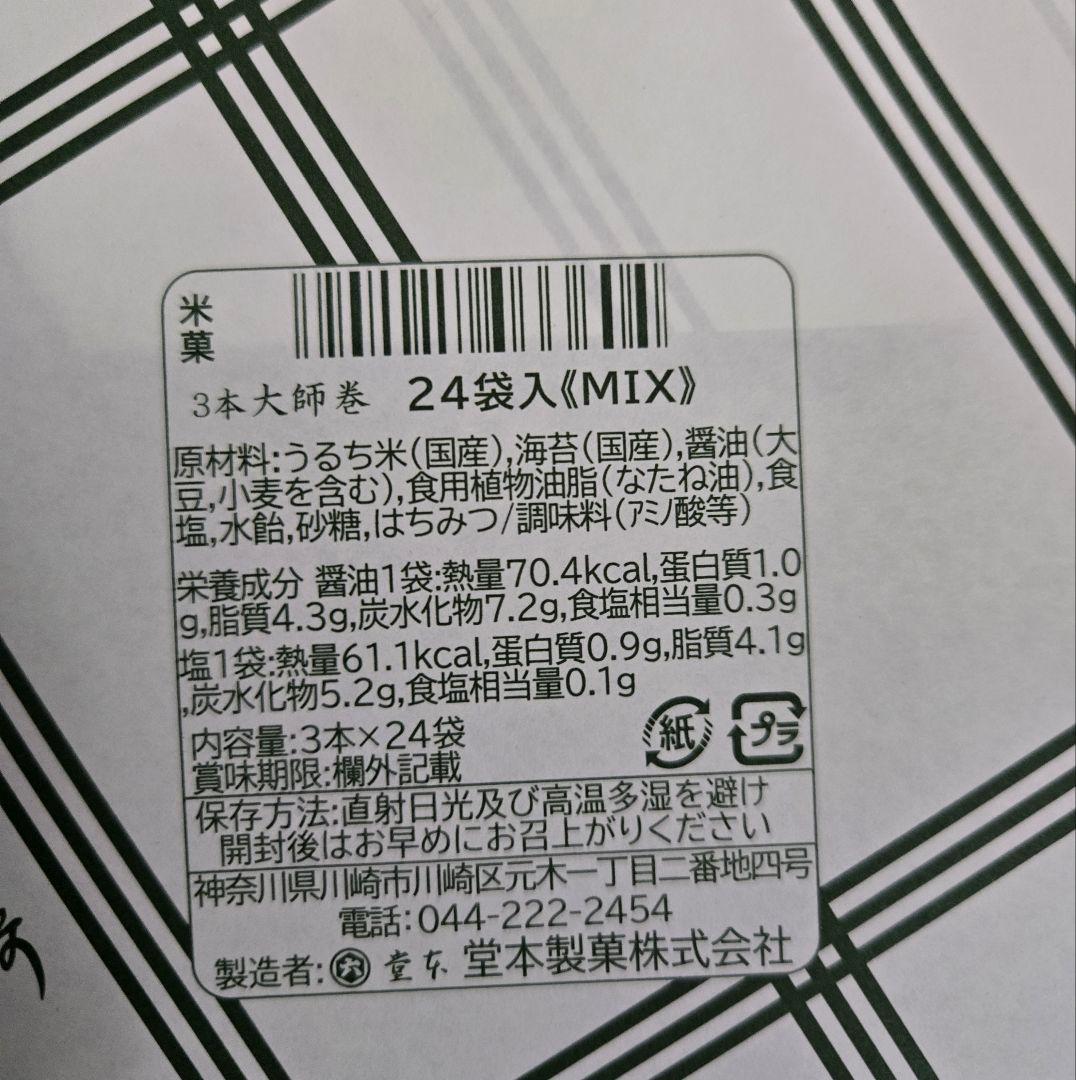 米菓
3本大師巻 24袋入《MIX》
原材料:うるち米(国産),海苔(国産),醤油(大
豆,小麦を含む),食用植物油脂(なたね油),食
塩,水飴,砂糖,はちみつ/調味料(アミノ酸等)
栄養成分 醤油1袋:熱量70.4kcal,蛋白質1.0
g,脂質4.3g,炭水化物7.2g,食塩相当量0.3g
塩1袋:熱量61.1kcal,蛋白質0.9g,脂質4.1g
,炭水化物5.2g,食塩相当量0.1g
内容量:3本×24袋
紙 プラ
賞味期限:欄外記載
保存方法:直射日光及び高温多湿を避け
開封後はお早めにお召上がりください
神奈川県川崎市川崎区元木一丁目二番地四号
電話:044-222-2454
製造者: 堂本 堂本製菓株式会社